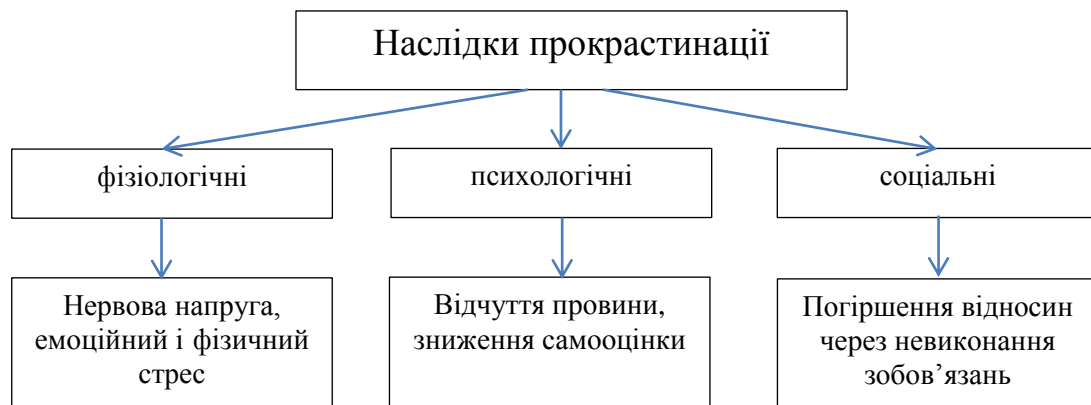 Наслідки прокрастинації
фізіологічні
психологічні
соціальні
Нервова напруга,
емоційний і фізичний
стрес
Відчуття провини,
зниження самооцінки
Погіршення відносин
через невиконання
зобов’язань